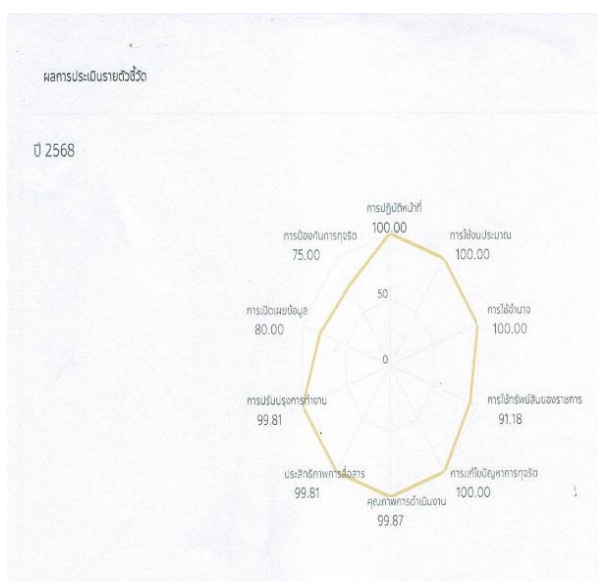 ผลการประเมินรายตัวชี้วัด
ปี 2568
การปฏิบัติหน้าที่
100.00
การป้องกันการทุจริต
75.00
การใช้งบประมาณ
100.00
50
การเปิดเผยข้อมูล
80.00
การใช้อำนาจ
100.00
0
การปรับปรุงการทำงาน
99.81
การใช้ทรัพย์สินของราชการ
91.18
ประสิทธิภาพการสื่อสาร
99.81
การแก้ไขปัญหาการทุจริต
100.00
คุณภาพการดำเนินงาน
99.87